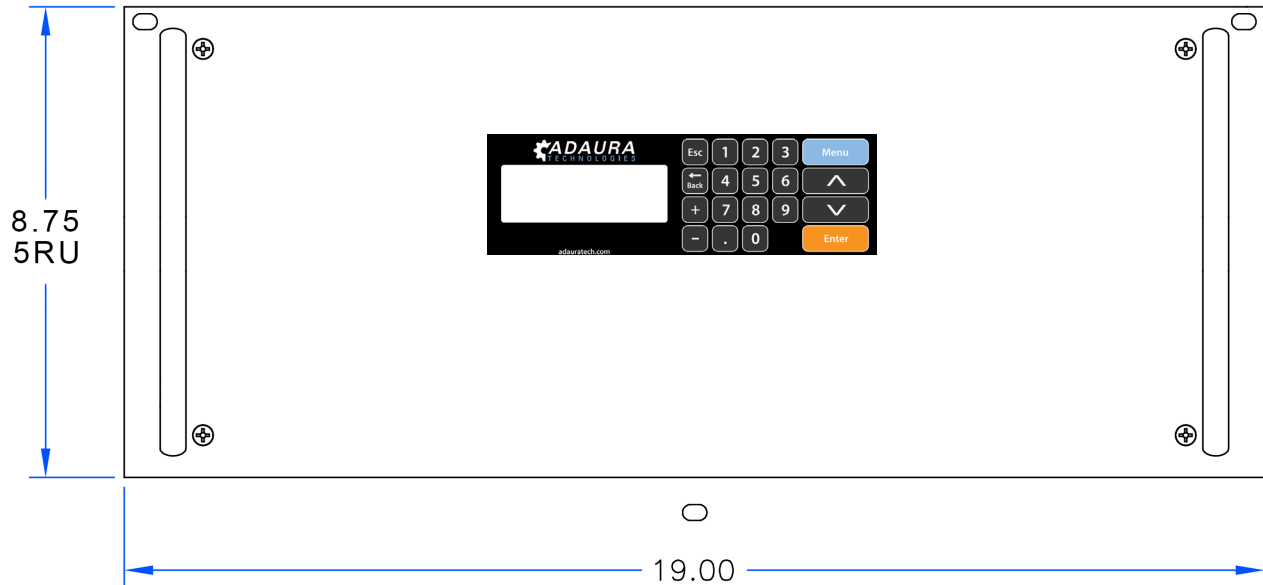 8.75
5RU
ADAURA
TECHNOLOGIES
adauratech.com
Esc 1 2 3 Menu
Back 4 5 6
+ 7 8 9
- . 0 Enter
19.00